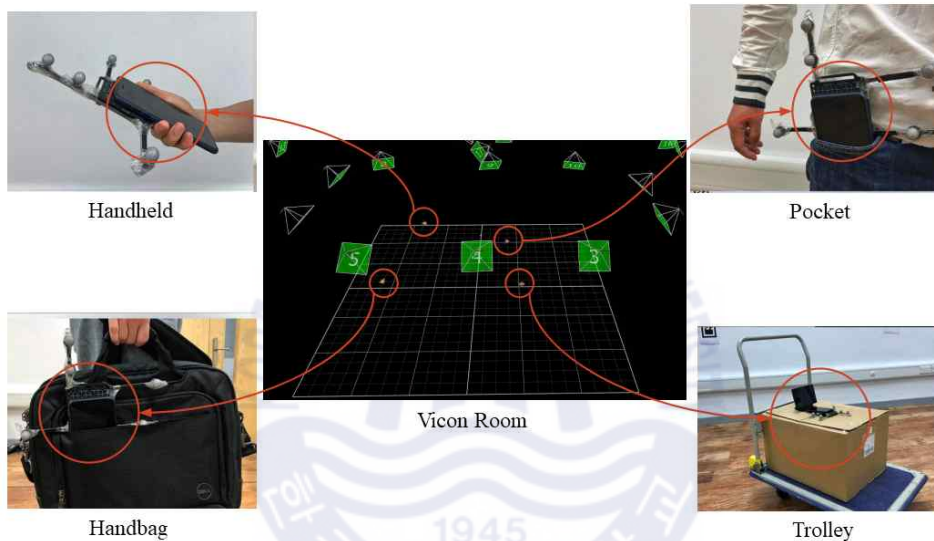 Handheld
Pocket
5
4
3
Vicon Room
Handbag
Trolley
1945